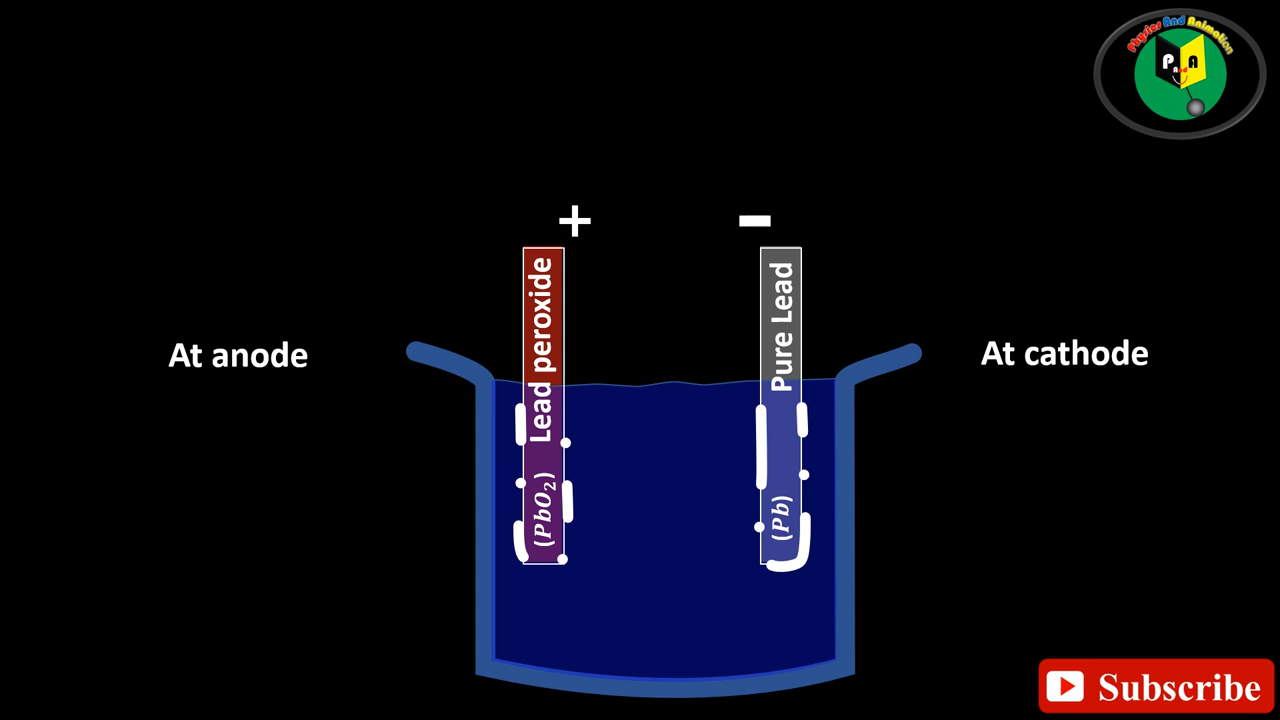 Physics And Animation
P A
+
-
Lead peroxide
(PbO₂)
Pure Lead
(Pb)
At anode
At cathode
Subscribe